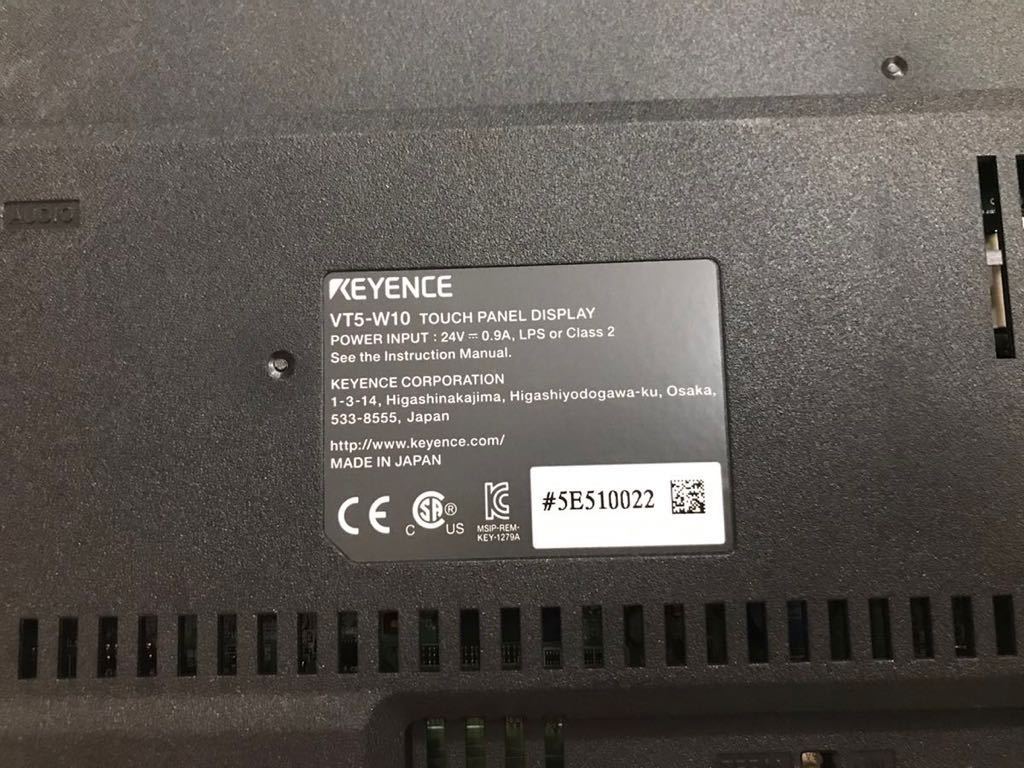 AUDIO
KEYENCE
VT5-W10 TOUCH PANEL DISPLAY
POWER INPUT : 24V ⎓ 0.9A, LPS or Class 2
See the Instruction Manual.
KEYENCE CORPORATION
1-3-14, Higashinakajima, Higashiyodogawa-ku, Osaka,
533-8555, Japan
http://www.keyence.com/
MADE IN JAPAN
CE
C SA ® US
MSIP-REM-
KEY-1279A
#5E510022